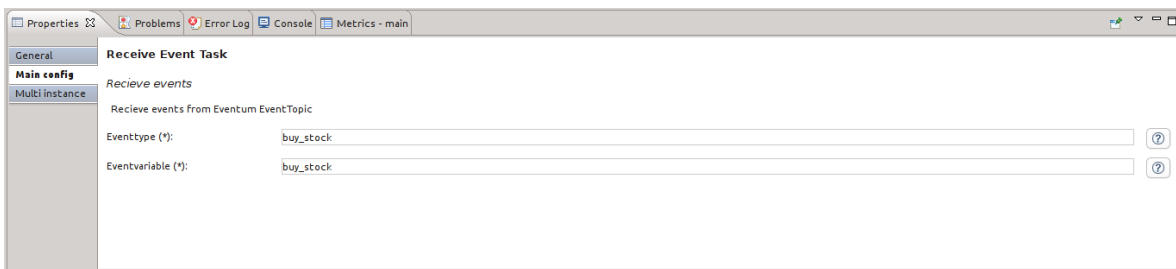 Properties Problems Error Log Console Metrics - main
General
Main config
Multi instance
Receive Event Task
Recieve events
Recieve events from Eventum EventTopic
Eventtype (*): buy_stock
Eventvariable (*): buy_stock